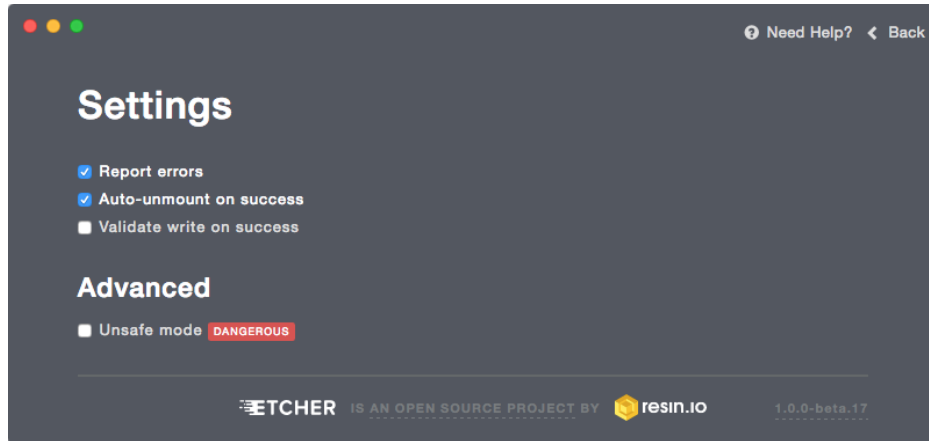 Need Help? Back
Settings
Report errors
Auto-unmount on success
Validate write on success
Advanced
Unsafe mode DANGEROUS
ETCHER IS AN OPEN SOURCE PROJECT BY resin.io 1.0.0-beta.17